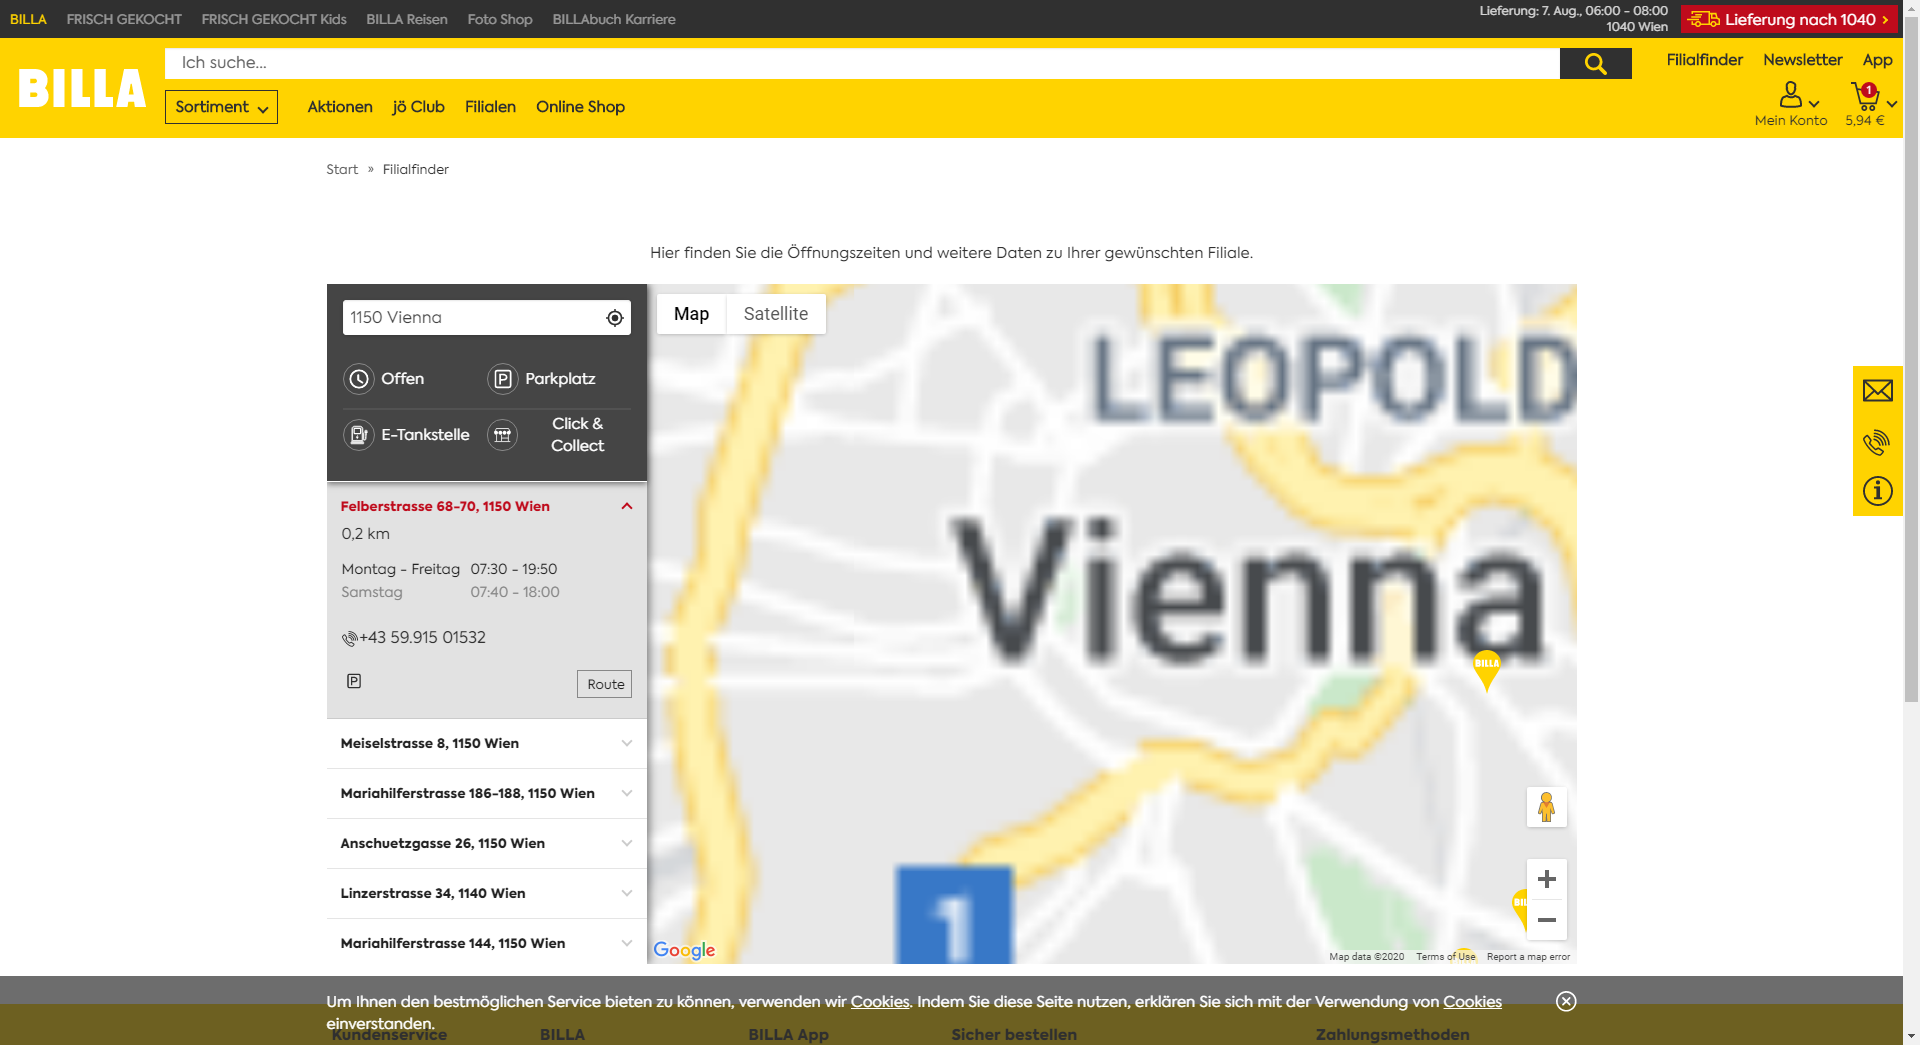 BILLA FRISCH GEKOCHT FRISCH GEKOCHT Kids BILLA Reisen Foto Shop BILLAbuch Karriere
Lieferung: 7. Aug., 06:00 - 08:00
1040 Wien
Lieferung nach 1040
BILLA
Ich suche...
Filialfinder Newsletter App
Sortiment Aktionen jö Club Filialen Online Shop
1
Mein Konto 5,94 €
Start » Filialfinder
Hier finden Sie die Öffnungszeiten und weitere Daten zu Ihrer gewünschten Filiale.
1150 Vienna
Offen Parkplatz
E-Tankstelle Click &
Collect
Felberstrasse 68-70, 1150 Wien
0,2 km
Montag - Freitag 07:30 - 19:50
Samstag 07:40 - 18:00
+43 59.915 01532
P
Route
Meiselstrasse 8, 1150 Wien
Mariahilferstrasse 186-188, 1150 Wien
Anschuetzgasse 26, 1150 Wien
Linzerstrasse 34, 1140 Wien
Mariahilferstrasse 144, 1150 Wien
Map Satellite
LEOPOLD
Vienna
BILLA
1
Google
Map data ©2020 Terms of Use Report a map error
Um Ihnen den bestmöglichen Service bieten zu können, verwenden wir Cookies. Indem Sie diese Seite nutzen, erklären Sie sich mit der Verwendung von Cookies
einverstanden.
Kundenservice BILLA BILLA App Sicher bestellen Zahlungsmethoden